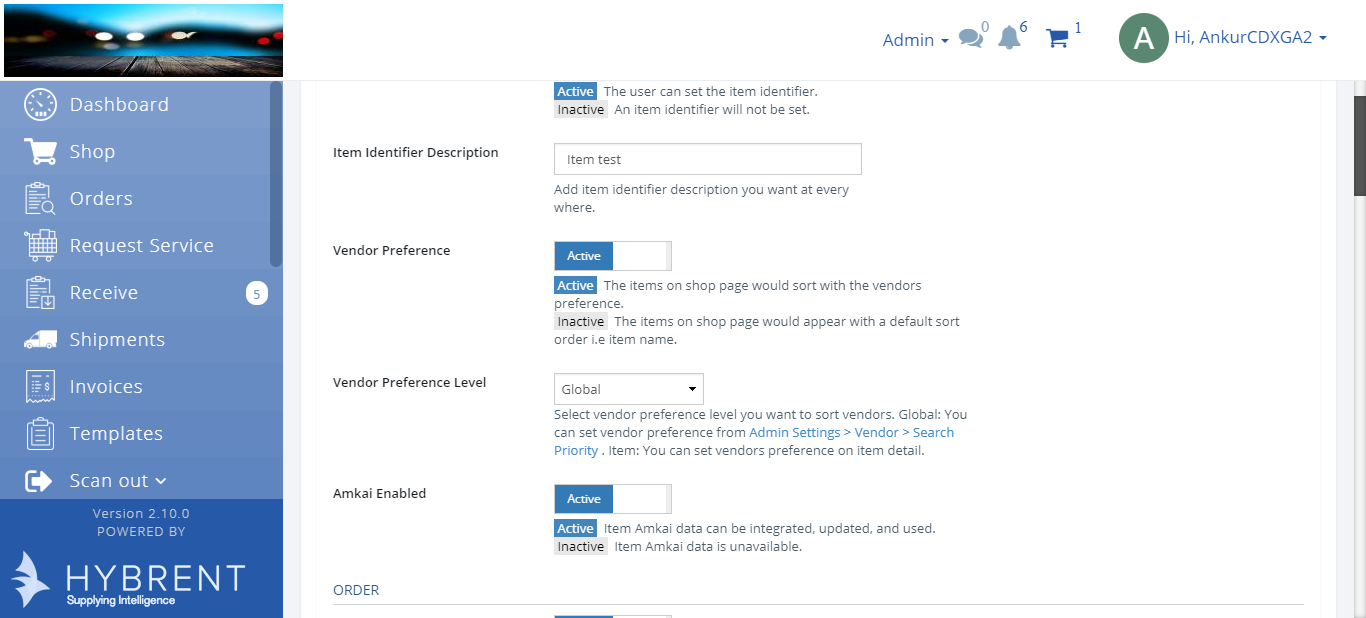 Admin
0
6
1
A
Hi, AnkurCDXGA2
Dashboard
Shop
Orders
Request Service
Receive
5
Shipments
Invoices
Templates
Scan out
Version 2.10.0
POWERED BY
HYBRENT
Supplying Intelligence
Active The user can set the item identifier.
Inactive An item identifier will not be set.
Item Identifier Description
Item test
Add item identifier description you want at every
where.
Vendor Preference
Active
Active The items on shop page would sort with the vendors
preference.
Inactive The items on shop page would appear with a default sort
order i.e item name.
Vendor Preference Level
Global
Select vendor preference level you want to sort vendors. Global: You
can set vendor preference from Admin Settings > Vendor > Search
Priority . Item: You can set vendors preference on item detail.
Amkai Enabled
Active
Active Item Amkai data can be integrated, updated, and used.
Inactive Item Amkai data is unavailable.
ORDER